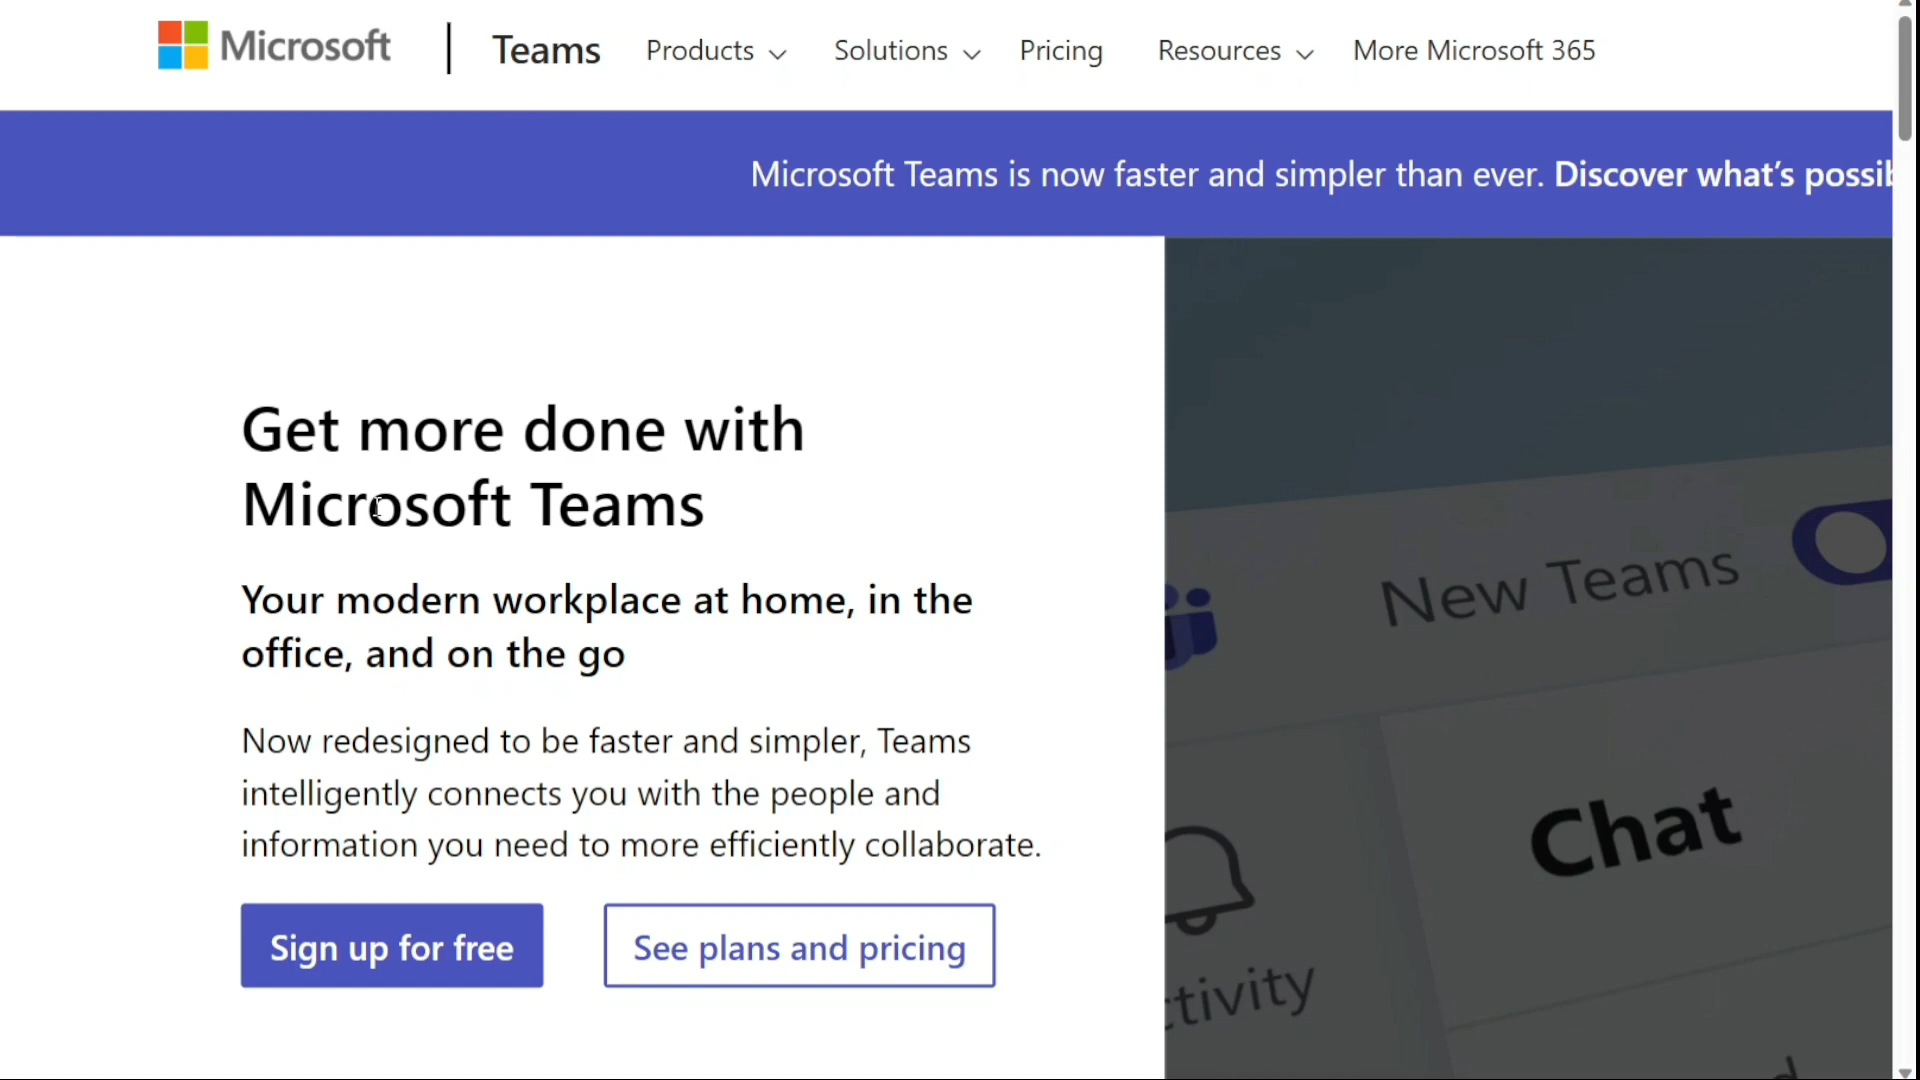 Microsoft | Teams Products Solutions Pricing Resources More Microsoft 365
Microsoft Teams is now faster and simpler than ever. Discover what's
Get more done with
Microsoft Teams
Your modern workplace at home, in the
office, and on the go
Now redesigned to be faster and simpler, Teams
intelligently connects you with the people and
information you need to more efficiently collaborate.
Sign up for free
See plans and pricing
New Teams
Chat